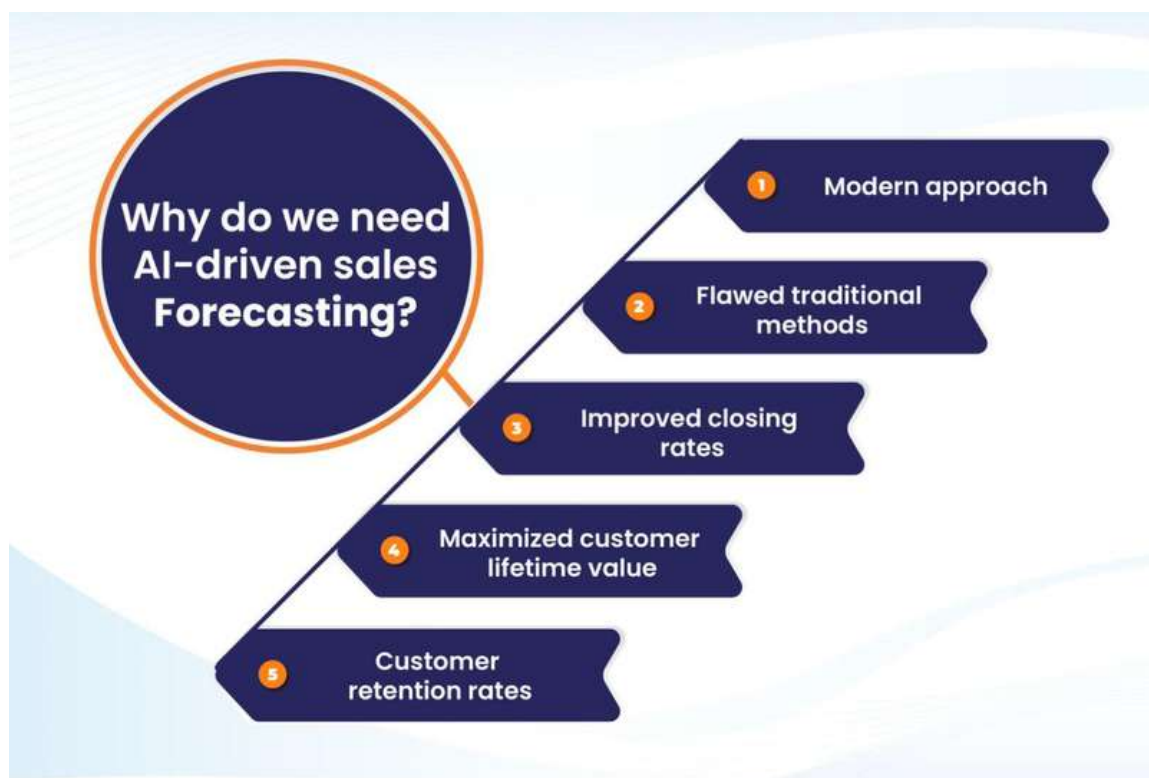 Why do we need
AI-driven sales
Forecasting?
1 Modern approach
2 Flawed traditional
methods
3 Improved closing
rates
4 Maximized customer
lifetime value
5 Customer
retention rates